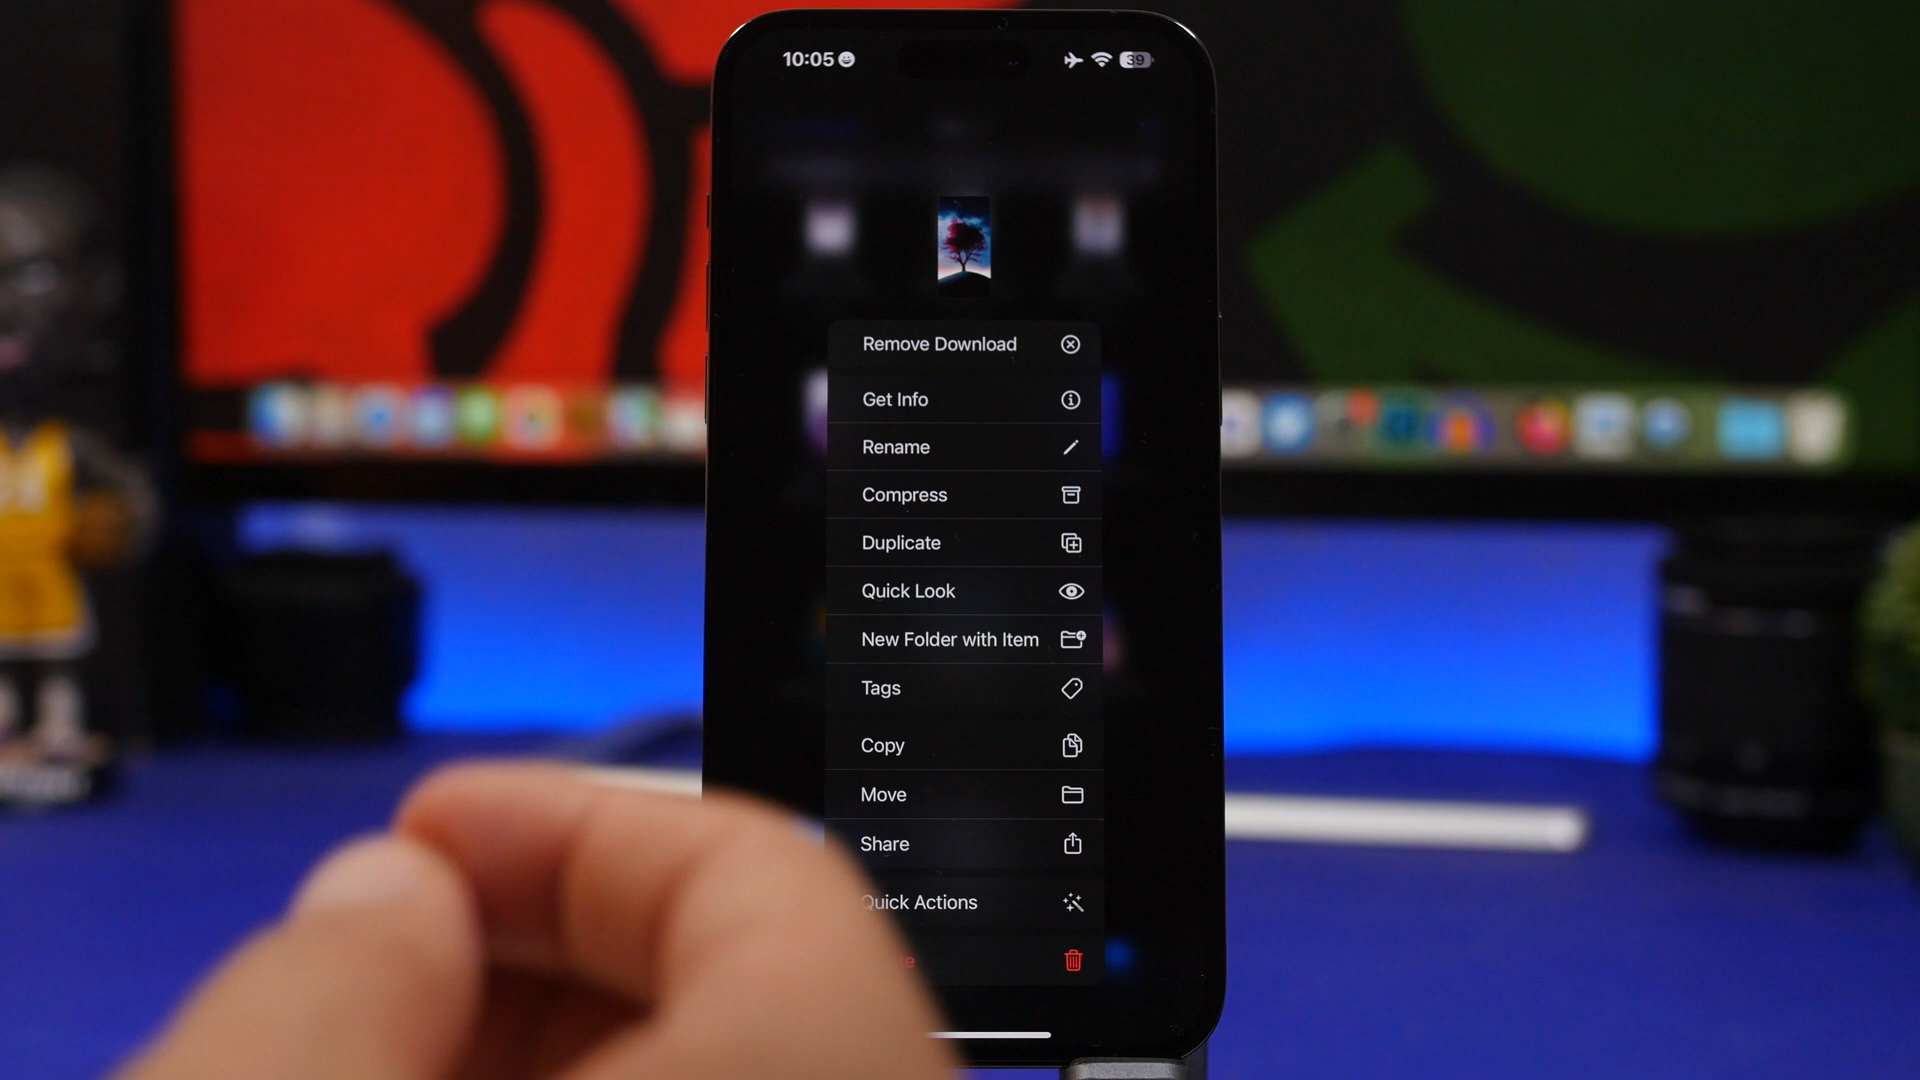 10:05
39
Remove Download
Get Info
Rename
Compress
Duplicate
Quick Look
New Folder with Item
Tags
Copy
Move
Share
Quick Actions
te